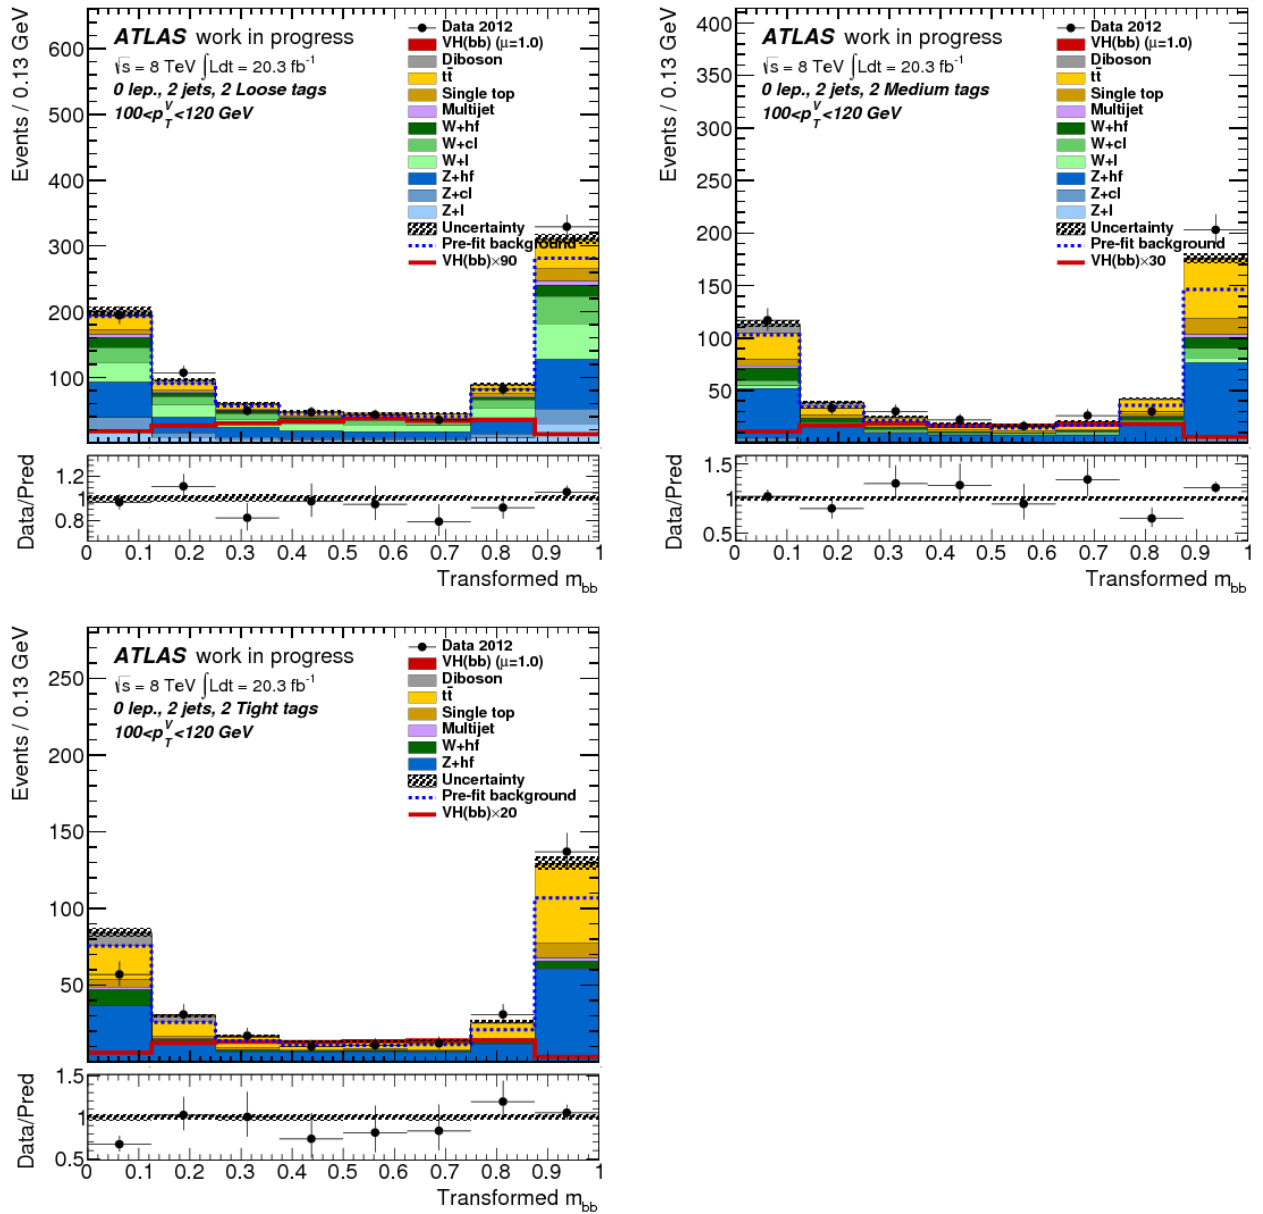 Events / 0.13 GeV
ATLAS work in progress
√s = 8 TeV ∫Ldt = 20.3 fb⁻¹
0 lep., 2 jets, 2 Loose tags
100<p_T^V<120 GeV
Data 2012
VH(bb) (μ=1.0)
Diboson
tt̄
Single top
Multijet
W+hf
W+cl
W+l
Z+hf
Z+cl
Z+l
Uncertainty
Pre-fit background
VH(bb)×90
600
500
400
300
200
100
Data/Pred
1.2
1
0.8
0 0.1 0.2 0.3 0.4 0.5 0.6 0.7 0.8 0.9 1
Transformed m_bb
Events / 0.13 GeV
ATLAS work in progress
√s = 8 TeV ∫Ldt = 20.3 fb⁻¹
0 lep., 2 jets, 2 Medium tags
100<p_T^V<120 GeV
Data 2012
VH(bb) (μ=1.0)
Diboson
tt̄
Single top
Multijet
W+hf
W+cl
W+l
Z+hf
Z+cl
Z+l
Uncertainty
Pre-fit background
VH(bb)×30
400
350
300
250
200
150
100
50
Data/Pred
1.5
1
0.5
0 0.1 0.2 0.3 0.4 0.5 0.6 0.7 0.8 0.9 1
Transformed m_bb
Events / 0.13 GeV
ATLAS work in progress
√s = 8 TeV ∫Ldt = 20.3 fb⁻¹
0 lep., 2 jets, 2 Tight tags
100<p_T^V<120 GeV
Data 2012
VH(bb) (μ=1.0)
Diboson
tt̄
Single top
Multijet
W+hf
Z+hf
Uncertainty
Pre-fit background
VH(bb)×20
250
200
150
100
50
Data/Pred
1.5
1
0.5
0 0.1 0.2 0.3 0.4 0.5 0.6 0.7 0.8 0.9 1
Transformed m_bb